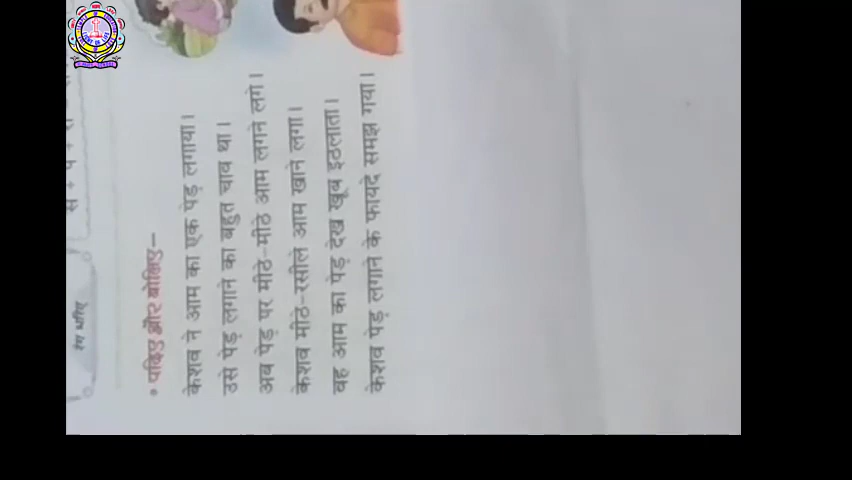 रंग भरिए
• पढ़िए और बोलिए–
केशव ने आम का एक पेड़ लगाया।
उसे पेड़ लगाने का बहुत चाव था।
अब पेड़ पर मीठे-मीठे आम लगने लगे।
केशव मीठे-रसीले आम खाने लगा।
वह आम का पेड़ देख खूब इठलाता।
केशव पेड़ लगाने के फायदे समझ गया।